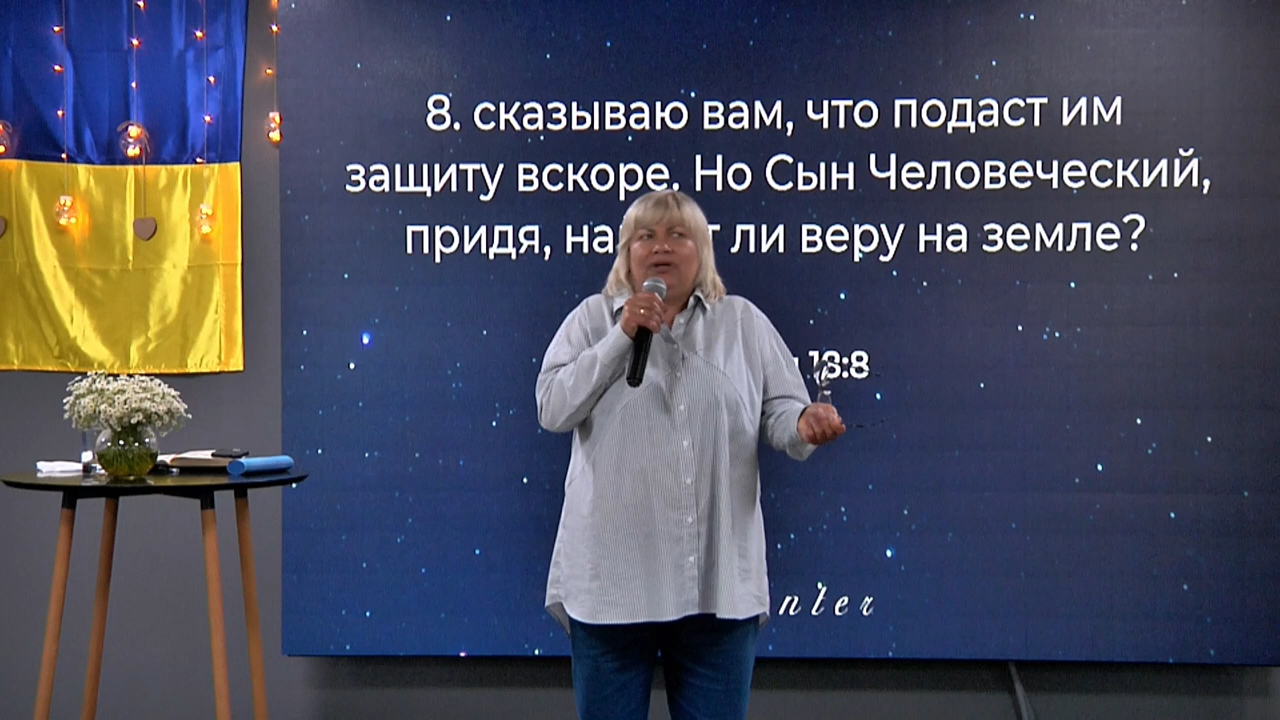 8. сказываю вам, что подаст им
защиту вскоре. Но Сын Человеческий,
придя, ли веру на земле?
18:8